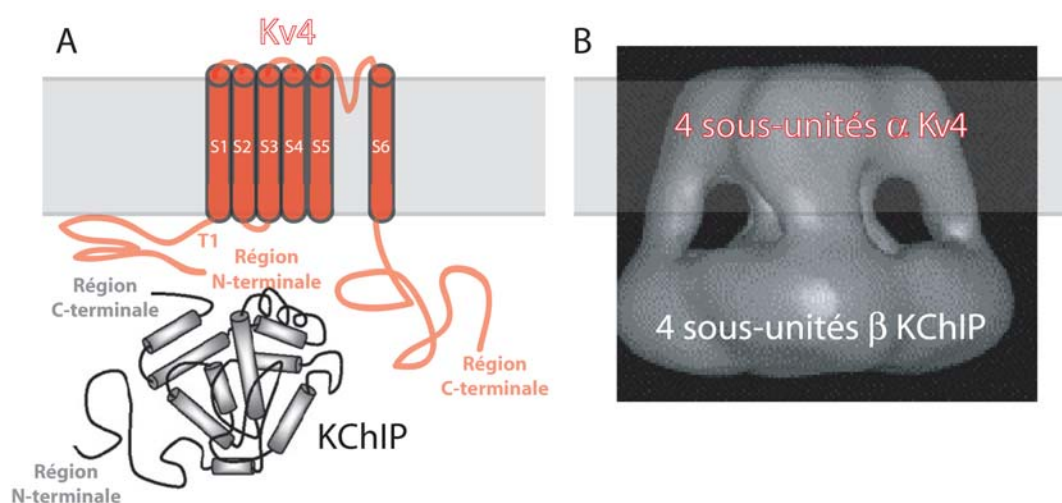 A
Kv4
S1
S2
S3
S4
S5
S6
T1
Région
N-terminale
Région
C-terminale
Région
C-terminale
KChIP
Région
N-terminale
B
4 sous-unités α Kv4
4 sous-unités β KChIP